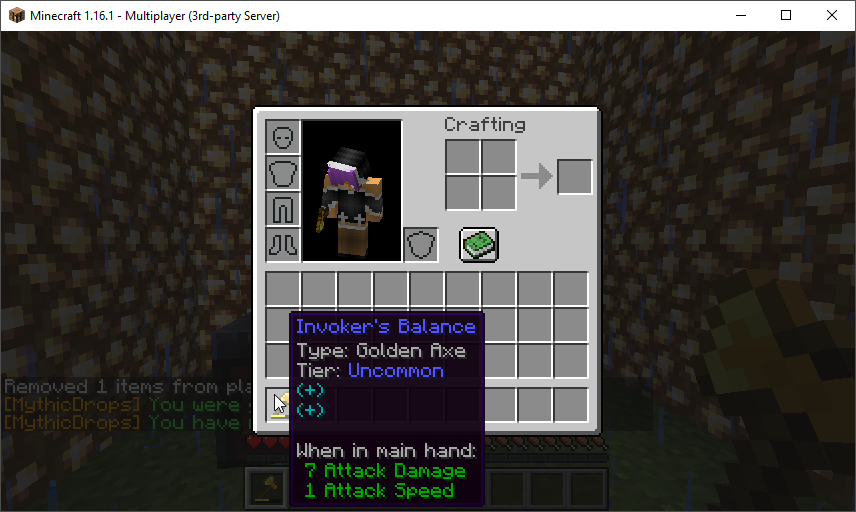 Minecraft 1.16.1 - Multiplayer (3rd-party Server)
Crafting
Invoker's Balance
Type: Golden Axe
Tier: Uncommon
(+)
(+)
When in main hand:
7 Attack Damage
1 Attack Speed
Removed 1 items from
[MythicDrops] You were
[MythicDrops] You have